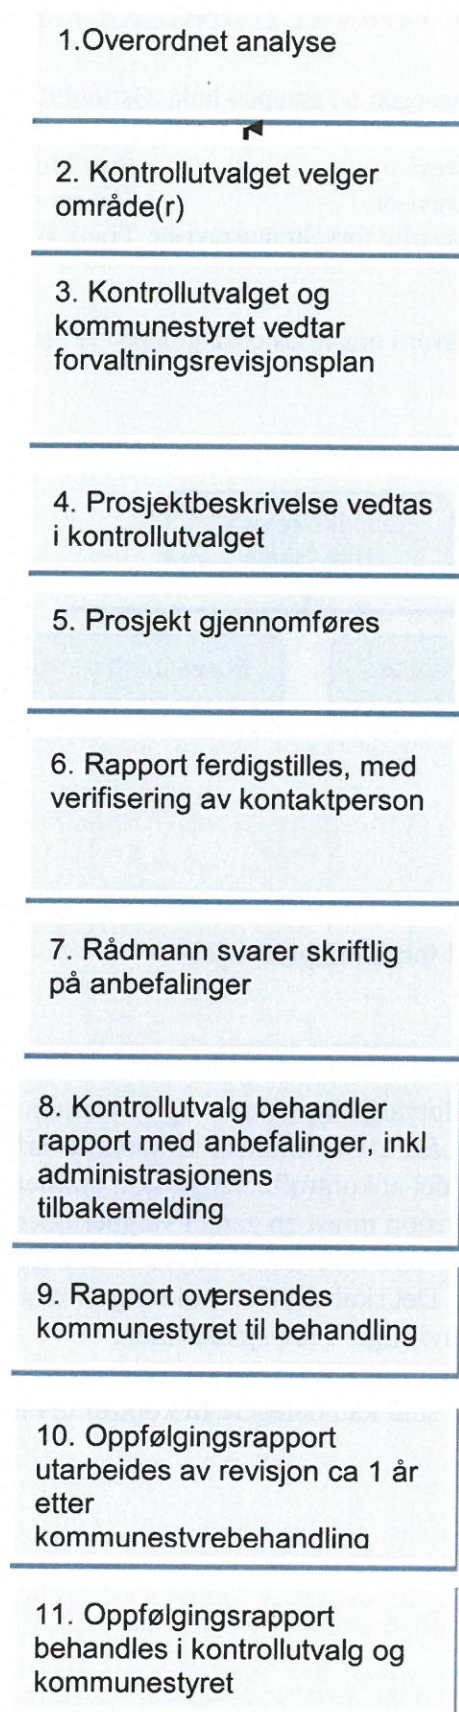 1.Overordnet analyse
2. Kontrollutvalget velger
område(r)
3. Kontrollutvalget og
kommunestyret vedtar
forvaltningsrevisjonsplan
4. Prosjektbeskrivelse vedtas
i kontrollutvalget
5. Prosjekt gjennomføres
6. Rapport ferdigstilles, med
verifisering av kontaktperson
7. Rådmann svarer skriftlig
på anbefalinger
8. Kontrollutvalg behandler
rapport med anbefalinger, inkl
administrasjonens
tilbakemelding
9. Rapport oversendes
kommunestyret til behandling
10. Oppfølgingsrapport
utarbeides av revisjon ca 1 år
etter
kommunestyrebehandling
11. Oppfølgingsrapport
behandles i kontrollutvalg og
kommunestyret